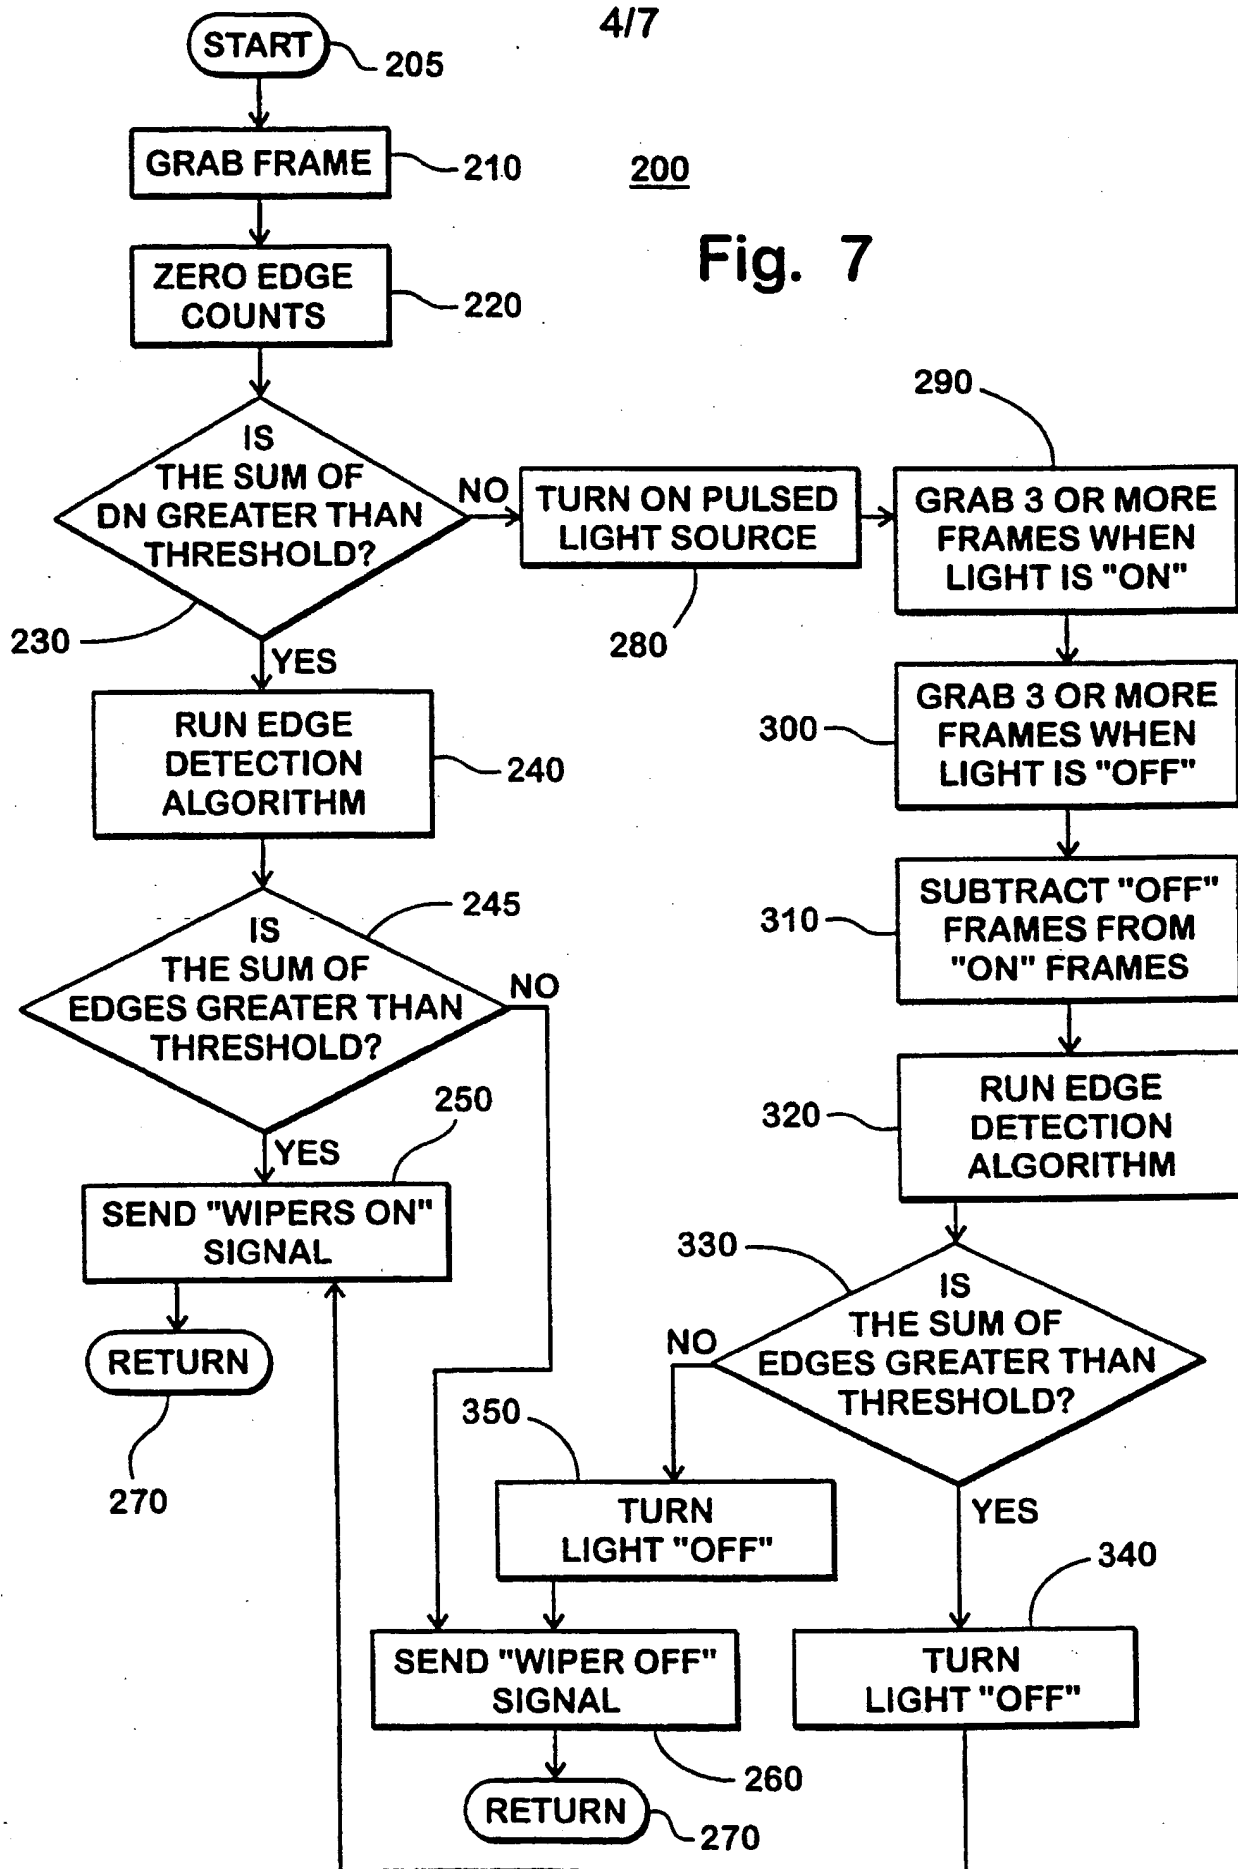 4/7
START
205
GRAB FRAME
210
200
Fig. 7
ZERO EDGE
COUNTS
220
IS
THE SUM OF
DN GREATER THAN
THRESHOLD?
230
NO
YES
TURN ON PULSED
LIGHT SOURCE
280
290
GRAB 3 OR MORE
FRAMES WHEN
LIGHT IS "ON"
RUN EDGE
DETECTION
ALGORITHM
240
300
GRAB 3 OR MORE
FRAMES WHEN
LIGHT IS "OFF"
245
IS
THE SUM OF
EDGES GREATER THAN
THRESHOLD?
NO
YES
310
SUBTRACT "OFF"
FRAMES FROM
"ON" FRAMES
250
SEND "WIPERS ON"
SIGNAL
320
RUN EDGE
DETECTION
ALGORITHM
RETURN
270
330
IS
THE SUM OF
EDGES GREATER THAN
THRESHOLD?
NO
YES
350
TURN
LIGHT "OFF"
340
TURN
LIGHT "OFF"
SEND "WIPER OFF"
SIGNAL
260
RETURN
270